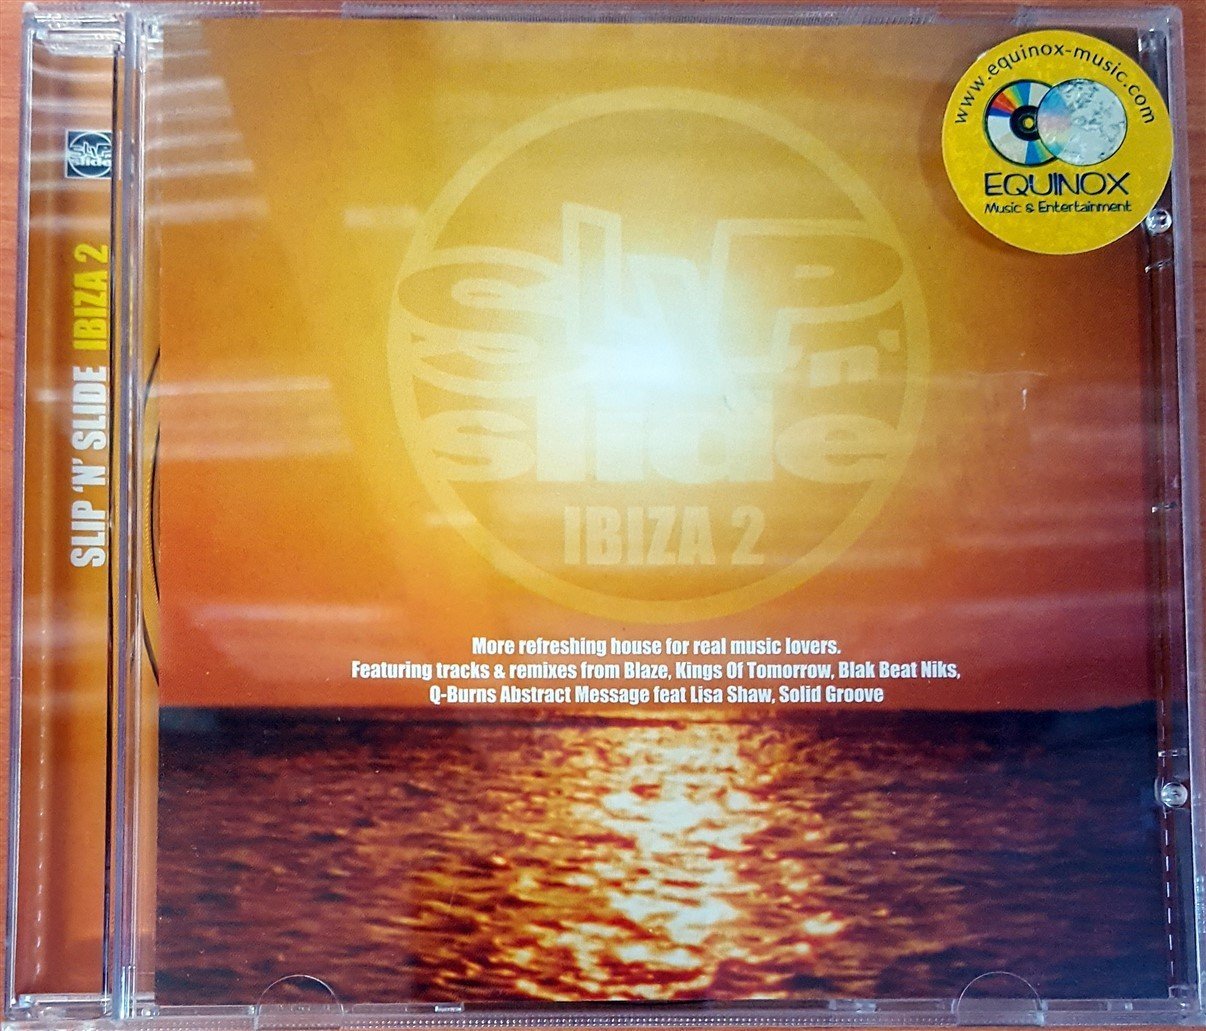 www.equinox-music.com
EQUINOX
Music & Entertainment
slip'n'
slide
SLIP 'N' SLIDE IBIZA 2
slip'n'
slide
IBIZA 2
More refreshing house for real music lovers.
Featuring tracks & remixes from Blaze, Kings Of Tomorrow, Blak Beat Niks,
Q-Burns Abstract Message feat Lisa Shaw, Solid Groove